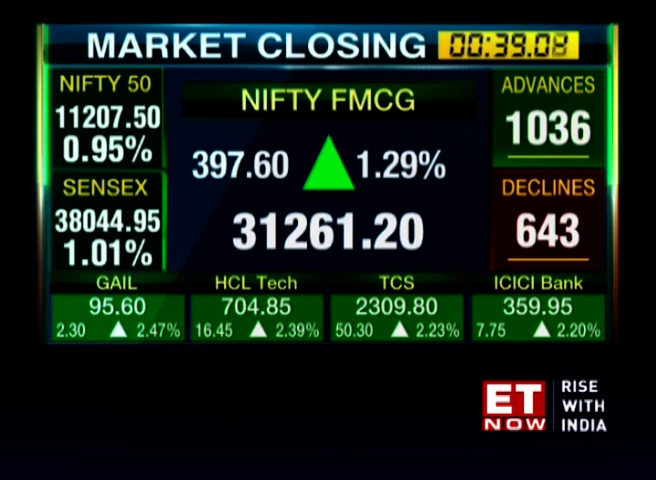 MARKET CLOSING 00:39.08
NIFTY 50
11207.50
0.95%
SENSEX
38044.95
1.01%
NIFTY FMCG
397.60 1.29%
31261.20
ADVANCES
1036
DECLINES
643
GAIL
95.60
2.30 2.47%
HCL Tech
704.85
16.45 2.39%
TCS
2309.80
50.30 2.23%
ICICI Bank
359.95
7.75 2.20%
ET
NOW
RISE
WITH
INDIA